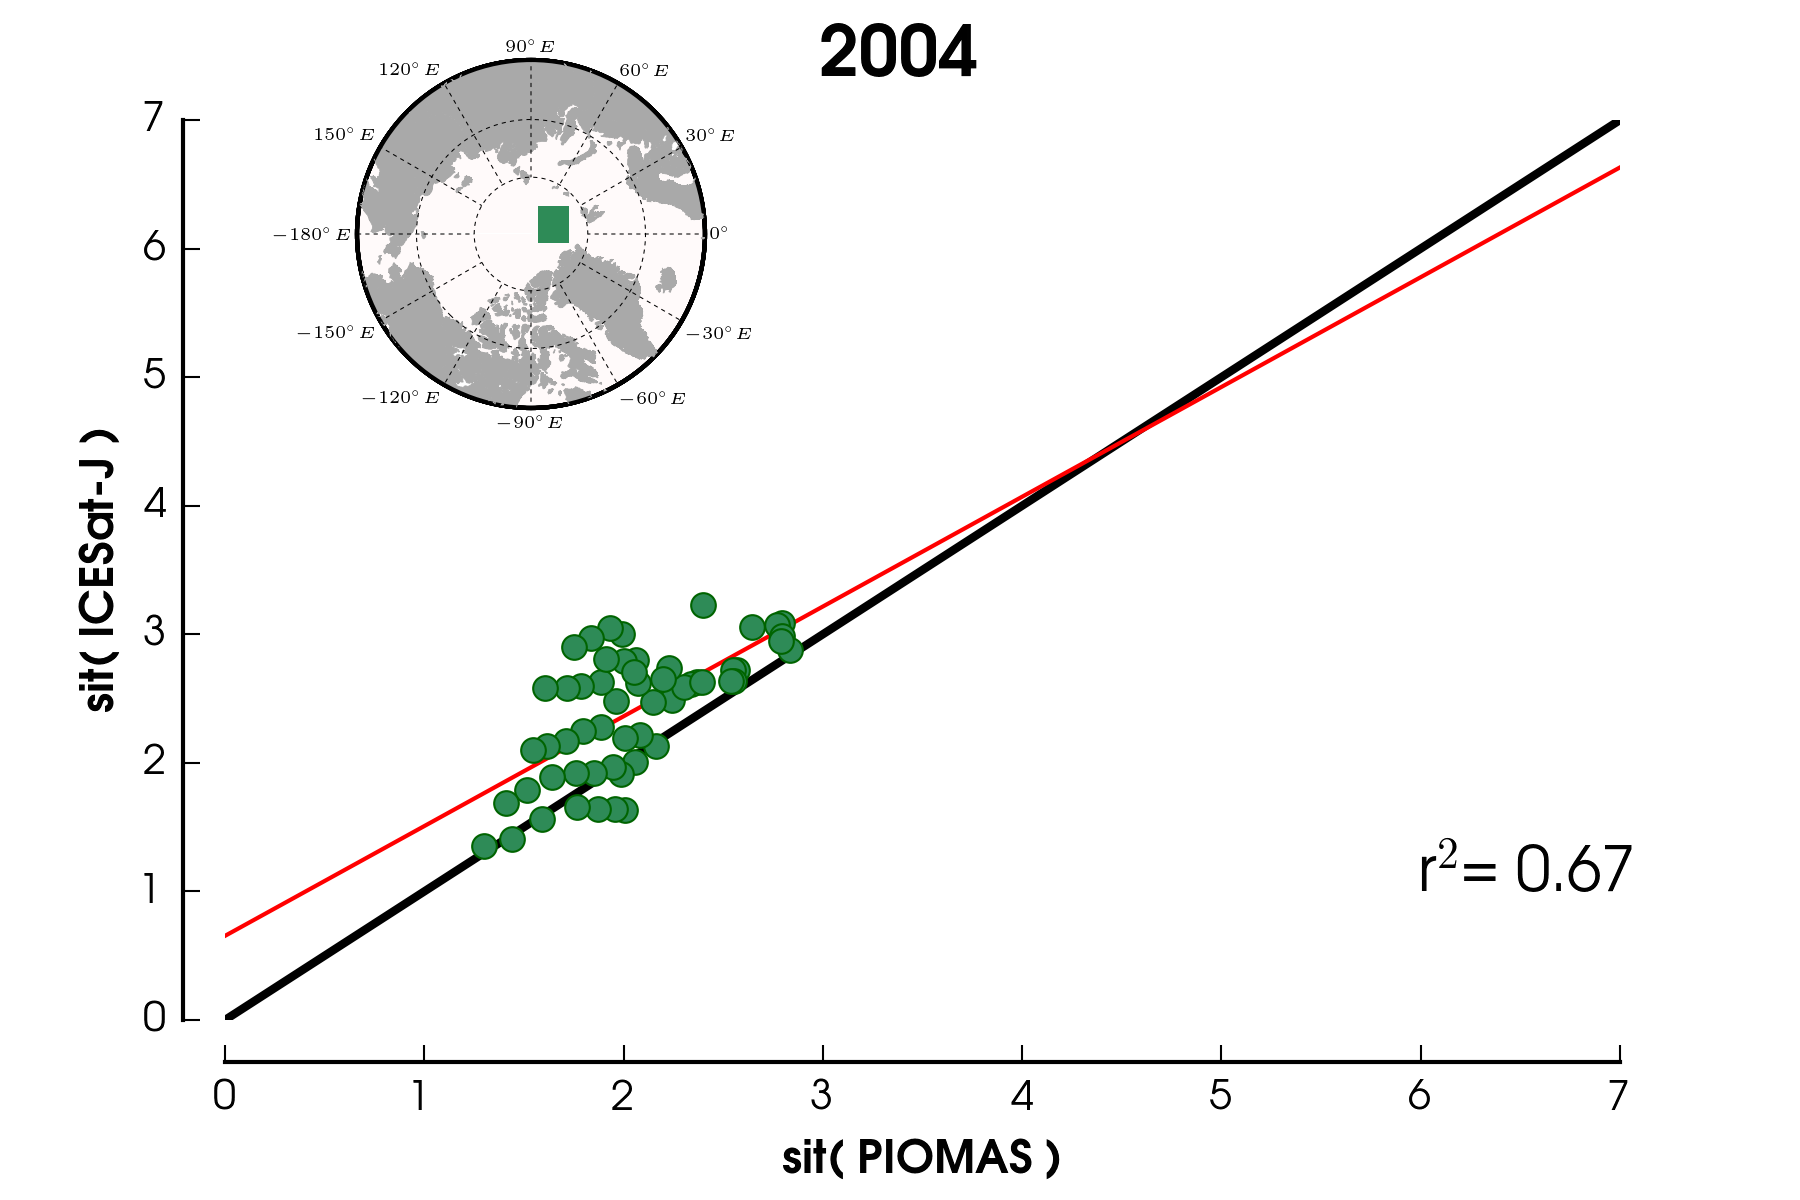 2004
90° E
120° E
60° E
150° E
30° E
−180° E
0°
−150° E
−30° E
−120° E
−60° E
−90° E
7
6
5
4
3
2
1
0
sit( ICESat-J )
r²= 0.67
0 1 2 3 4 5 6 7
sit( PIOMAS )